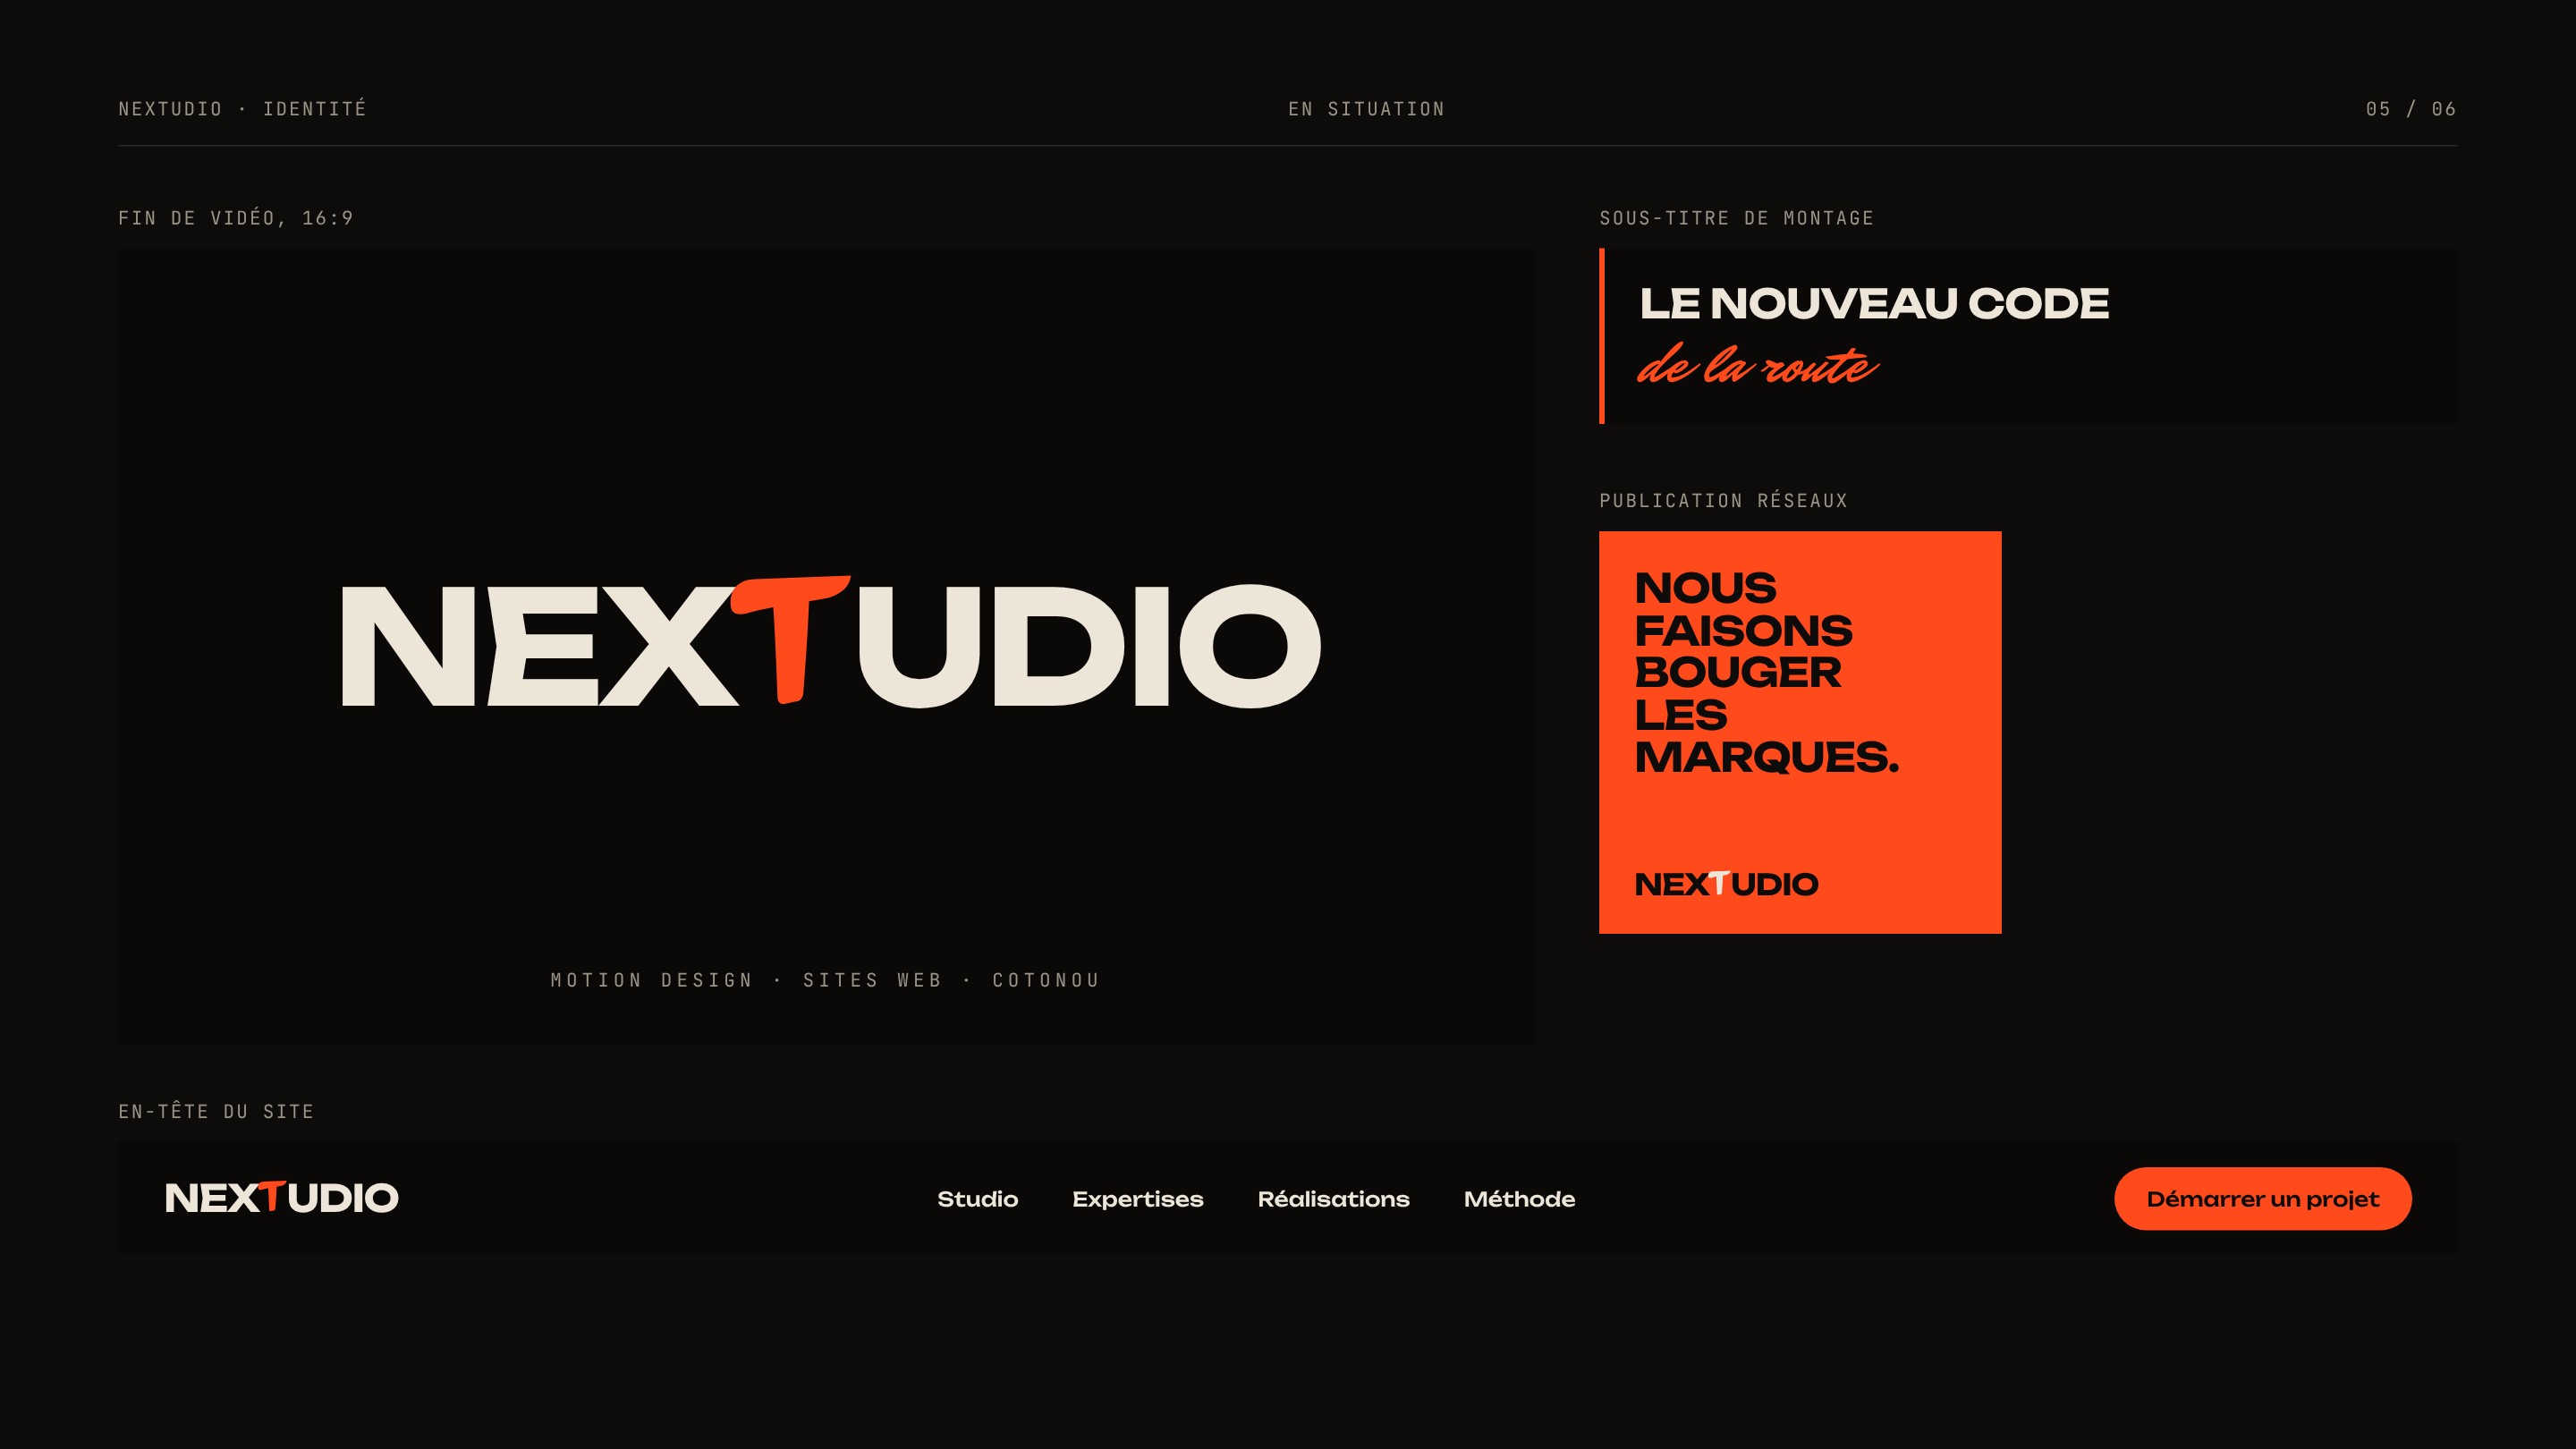 NEXTUDIO · IDENTITÉ
EN SITUATION
05 / 06
FIN DE VIDÉO, 16:9
NEXTUDIO
MOTION DESIGN · SITES WEB · COTONOU
SOUS-TITRE DE MONTAGE
LE NOUVEAU CODE
de la route
PUBLICATION RÉSEAUX
NOUS
FAISONS
BOUGER
LES
MARQUES.
NEXTUDIO
EN-TÊTE DU SITE
NEXTUDIO
Studio
Expertises
Réalisations
Méthode
Démarrer un projet